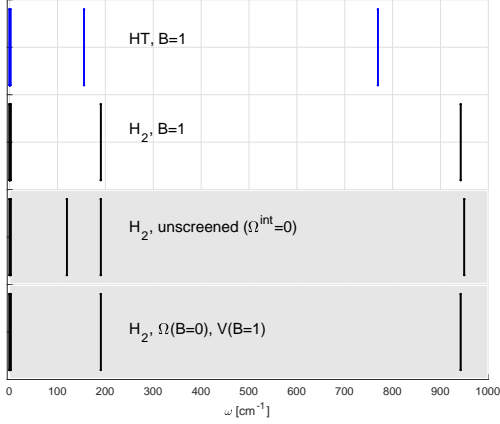 HT, B=1
H₂, B=1
H₂, unscreened (Ωⁱⁿᵗ=0)
H₂, Ω(B=0), V(B=1)
0 100 200 300 400 500 600 700 800 900 1000
ω [cm⁻¹]